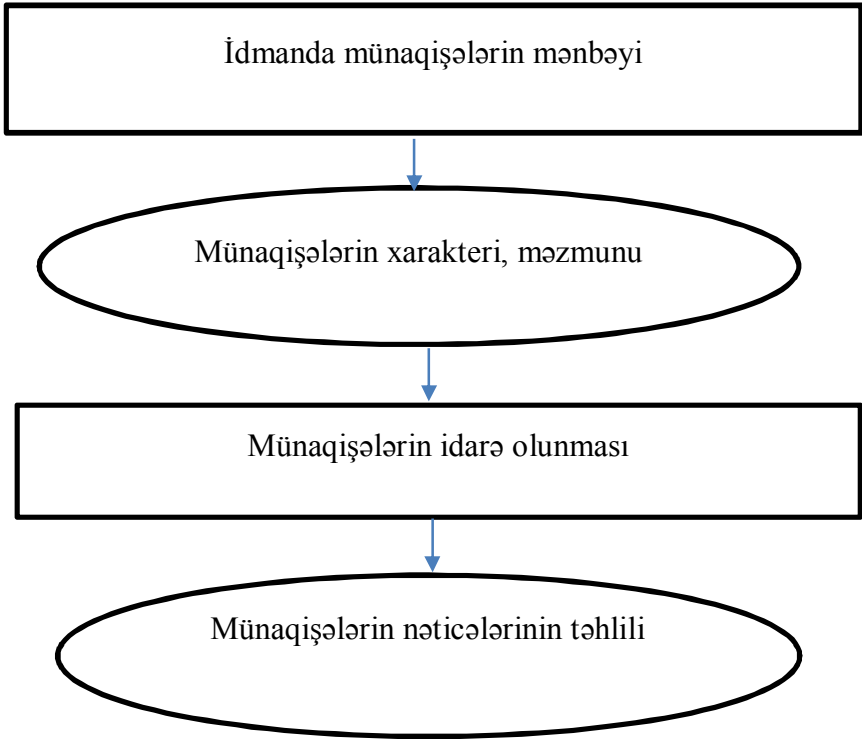 İdmanda münaqişələrin mənbəyi
Münaqişələrin xarakteri, məzmunu
Münaqişələrin idarə olunması
Münaqişələrin nəticələrinin təhlili